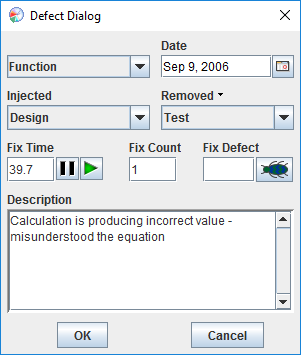 Defect Dialog
Date
Function
Sep 9, 2006
Injected
Removed
Design
Test
Fix Time
Fix Count
Fix Defect
39.7
1
Description
Calculation is producing incorrect value -
misunderstood the equation
OK
Cancel